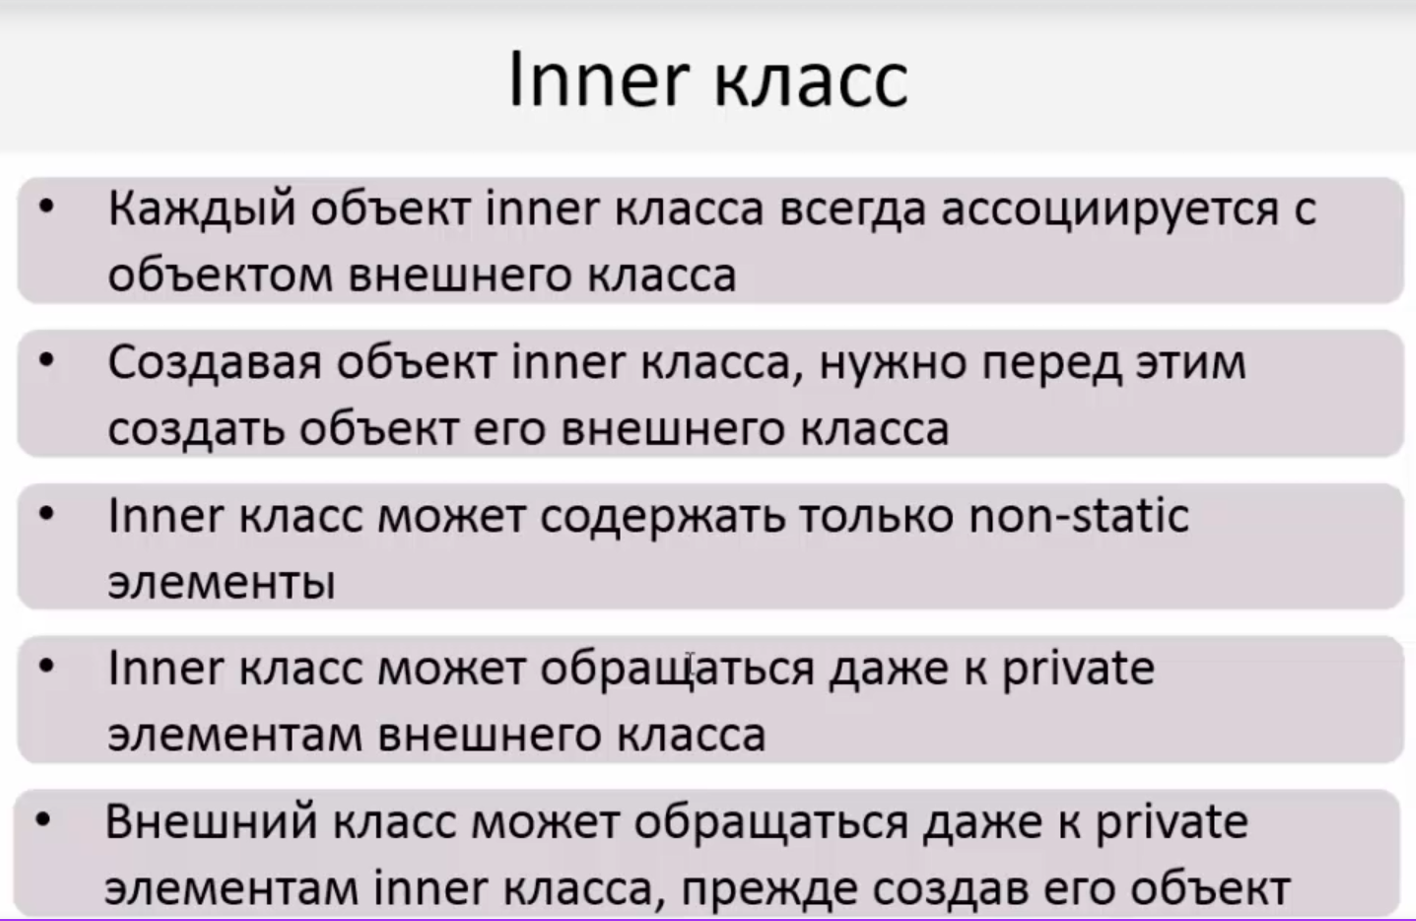 Inner класс
• Каждый объект inner класса всегда ассоциируется с
объектом внешнего класса
• Создавая объект inner класса, нужно перед этим
создать объект его внешнего класса
• Inner класс может содержать только non-static
элементы
• Inner класс может обращаться даже к private
элементам внешнего класса
• Внешний класс может обращаться даже к private
элементам inner класса, прежде создав его объект